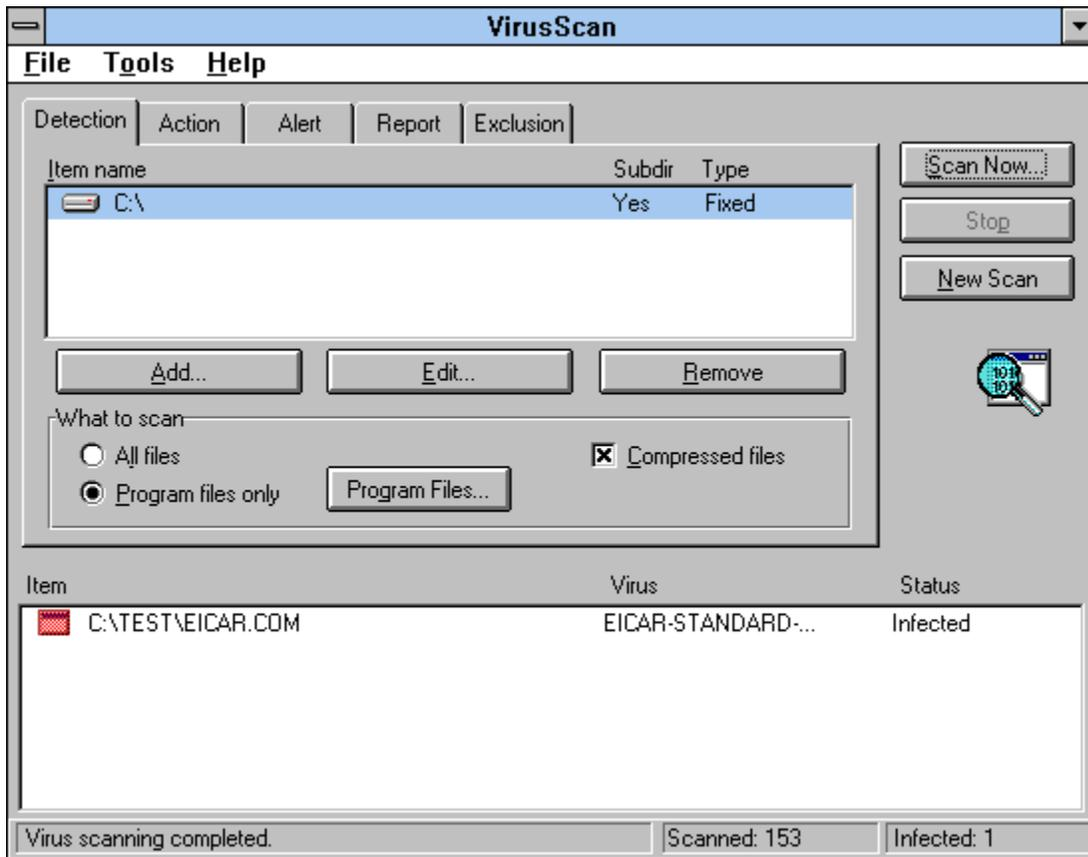 VirusScan
File Tools Help
Detection Action Alert Report Exclusion
Item name Subdir Type
C:\ Yes Fixed
Scan Now...
Stop
New Scan
Add... Edit... Remove
What to scan
All files
Program files only
Program Files...
Compressed files
Item Virus Status
C:\TEST\EICAR.COM EICAR-STANDARD-... Infected
Virus scanning completed. Scanned: 153 Infected: 1